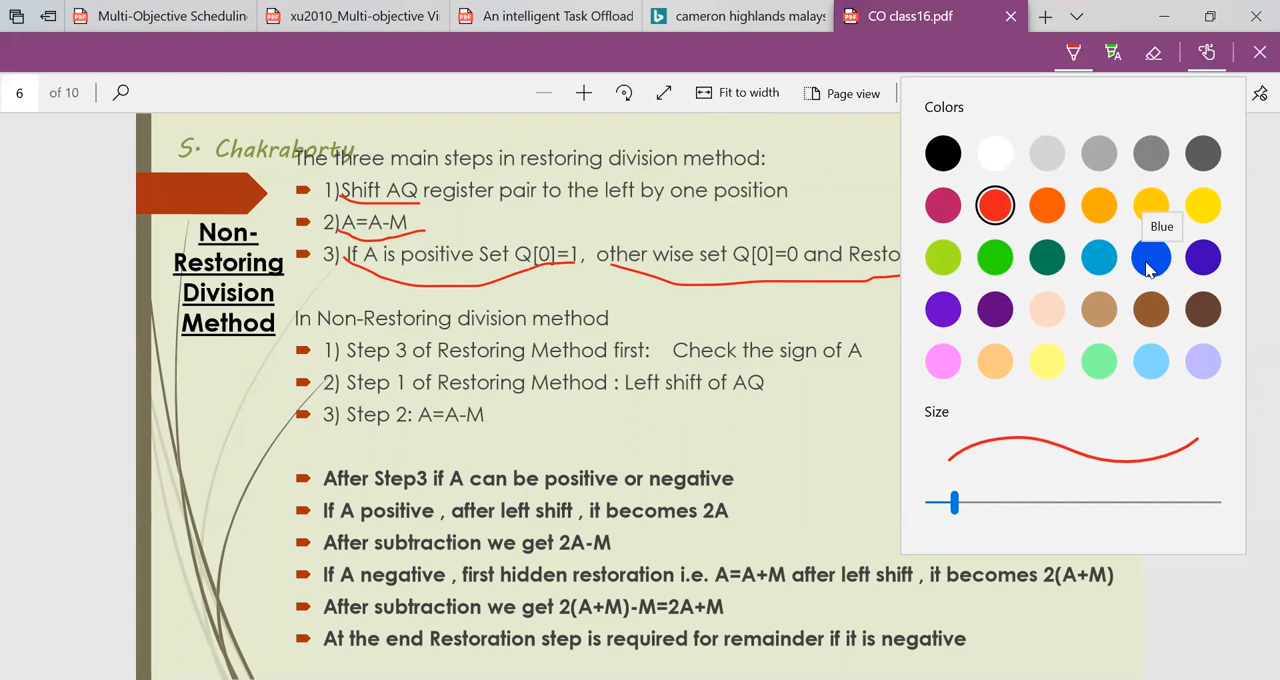 Multi-Objective Scheduling
xu2010_Multi-objective Vi
An intelligent Task Offload
cameron highlands malays
CO class16.pdf
6 of 10
Fit to width
Page view
S. Chakraborty
The three main steps in restoring division method:
1)Shift AQ register pair to the left by one position
2)A=A-M
3) If A is positive Set Q[0]=1, other wise set Q[0]=0 and Resto
Non-
Restoring
Division
Method
In Non-Restoring division method
1) Step 3 of Restoring Method first: Check the sign of A
2) Step 1 of Restoring Method : Left shift of AQ
3) Step 2: A=A-M
After Step3 if A can be positive or negative
If A positive , after left shift , it becomes 2A
After subtraction we get 2A-M
If A negative , first hidden restoration i.e. A=A+M after left shift , it becomes 2(A+M)
After subtraction we get 2(A+M)-M=2A+M
At the end Restoration step is required for remainder if it is negative
Colors
Blue
Size